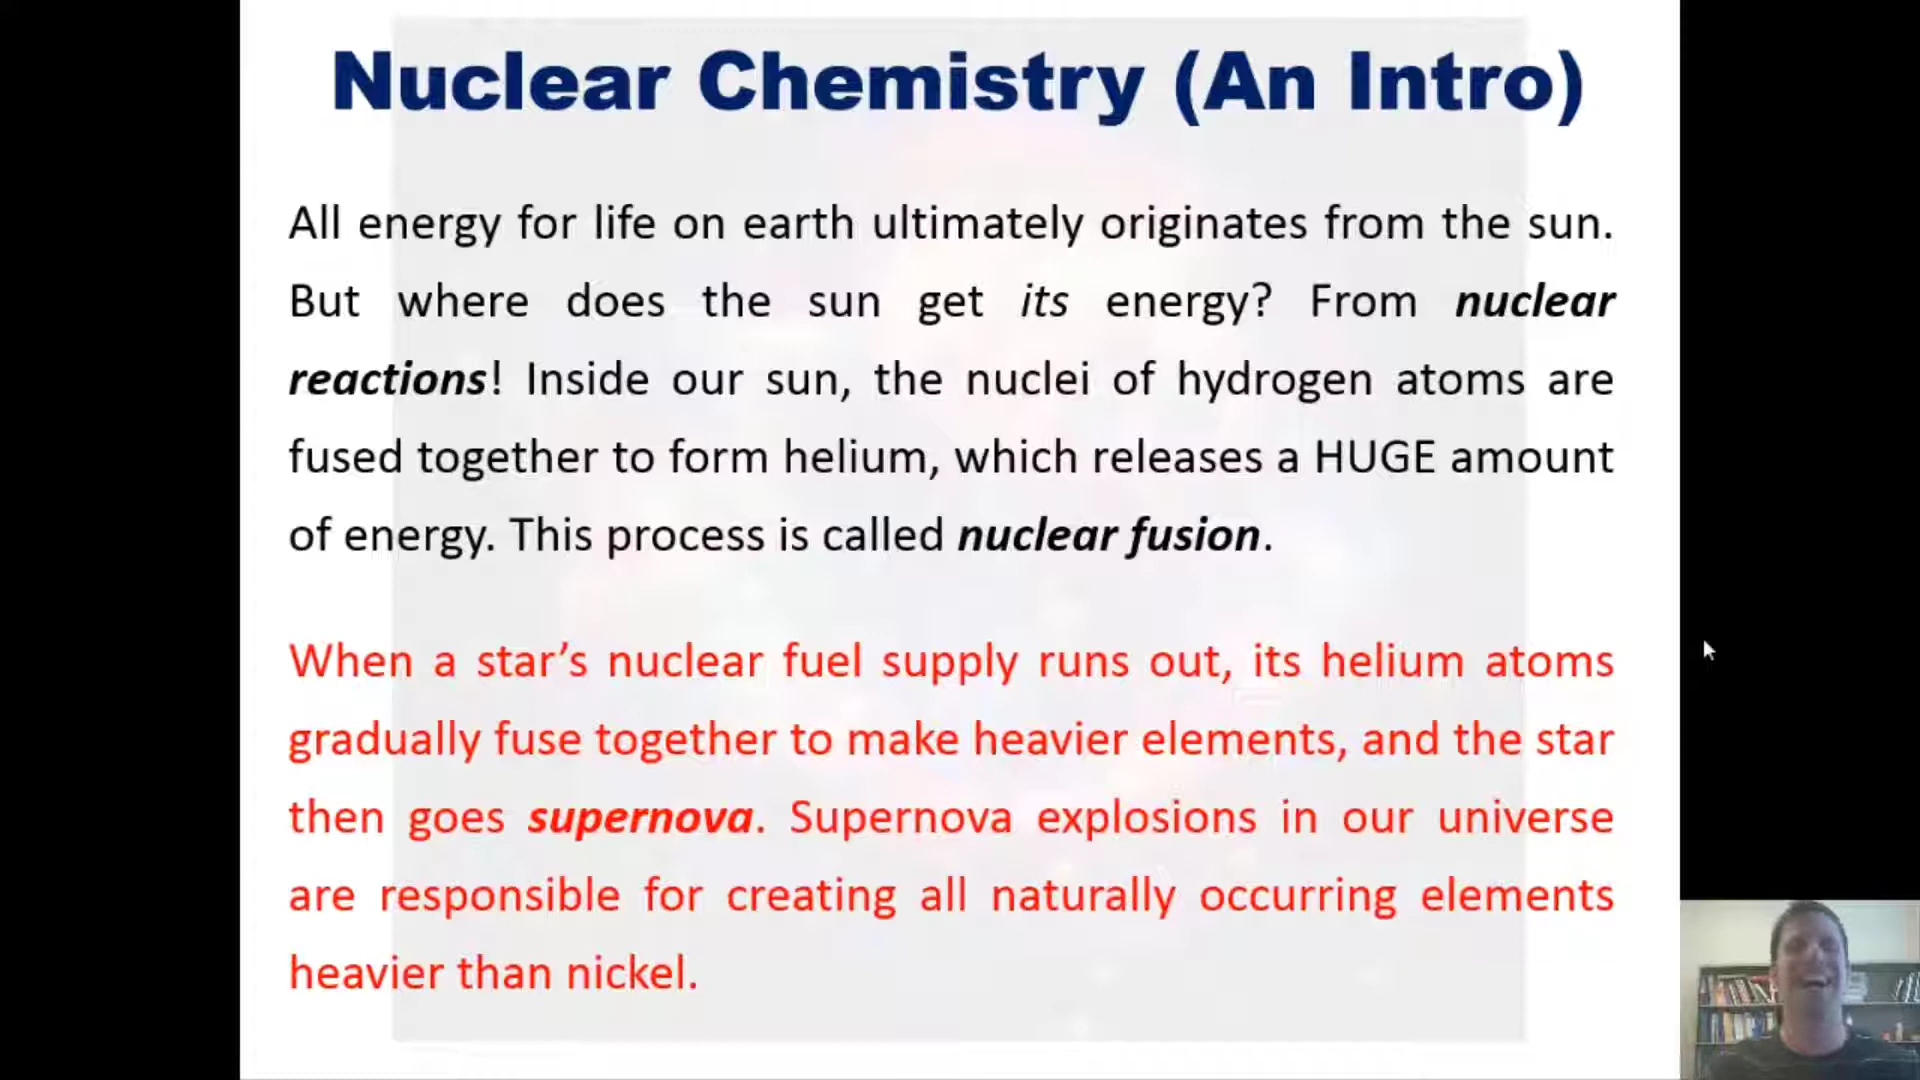 Nuclear Chemistry (An Intro)
All energy for life on earth ultimately originates from the sun.
But where does the sun get its energy? From nuclear
reactions! Inside our sun, the nuclei of hydrogen atoms are
fused together to form helium, which releases a HUGE amount
of energy. This process is called nuclear fusion.
When a star’s nuclear fuel supply runs out, its helium atoms
gradually fuse together to make heavier elements, and the star
then goes supernova. Supernova explosions in our universe
are responsible for creating all naturally occurring elements
heavier than nickel.